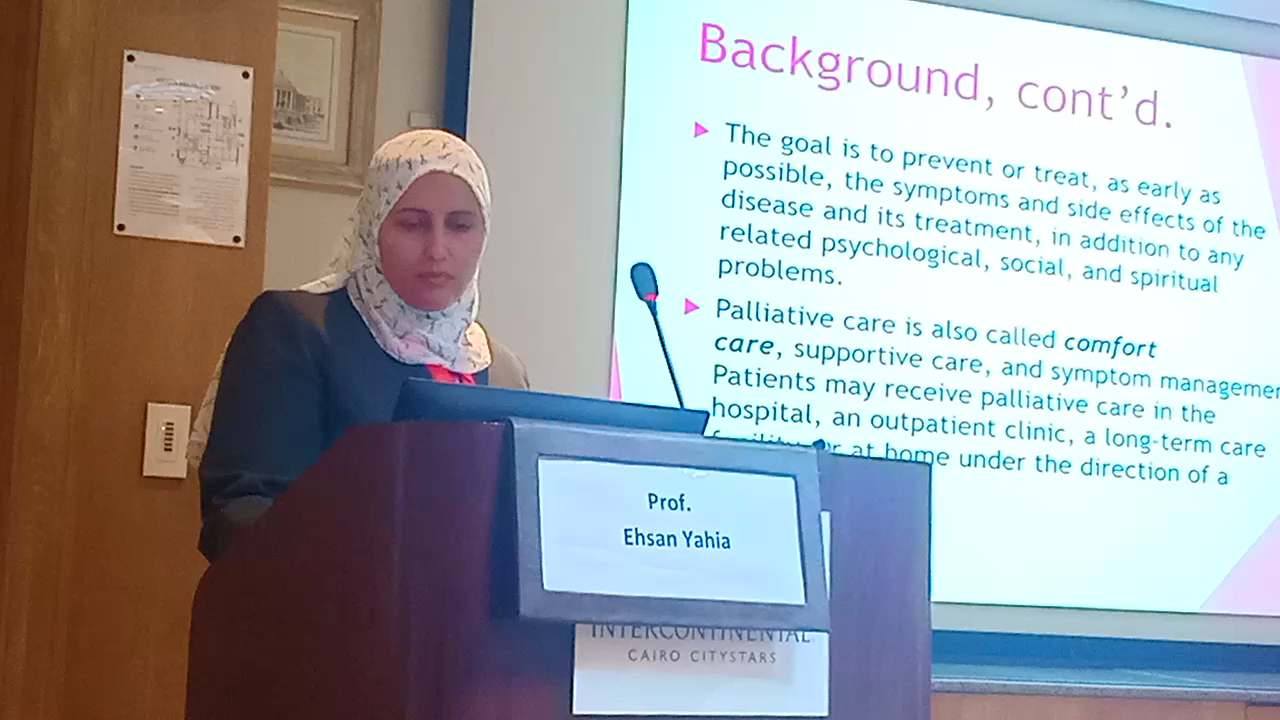 Background, cont’d.
The goal is to prevent or treat, as early as
possible, the symptoms and side effects of the
disease and its treatment, in addition to any
related psychological, social, and spiritual
problems.
Palliative care is also called comfort
care, supportive care, and symptom managemen
Patients may receive palliative care in the
hospital, an outpatient clinic, a long-term care
facility, or at home under the direction of a
Prof.
Ehsan Yahia
INTERCONTINENTAL
CAIRO CITYSTARS